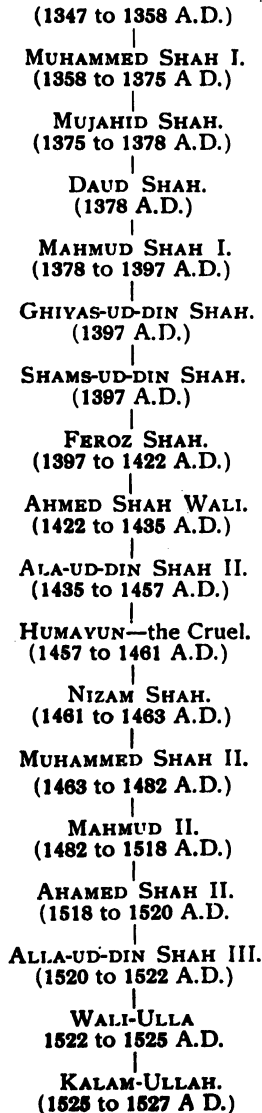 (1347 to 1358 A.D.)
MUHAMMED SHAH I.
(1358 to 1375 A D.)
MUJAHID SHAH.
(1375 to 1378 A.D.)
DAUD SHAH.
(1378 A.D.)
MAHMUD SHAH I.
(1378 to 1397 A.D.)
GHIYAS-UD-DIN SHAH.
(1397 A.D.)
SHAMS-UD-DIN SHAH.
(1397 A.D.)
FEROZ SHAH.
(1397 to 1422 A.D.)
AHMED SHAH WALI.
(1422 to 1435 A.D.)
ALA-UD-DIN SHAH II.
(1435 to 1457 A.D.)
HUMAYUN—the Cruel.
(1457 to 1461 A.D.)
NIZAM SHAH.
(1461 to 1463 A.D.)
MUHAMMED SHAH II.
(1463 to 1482 A.D.)
MAHMUD II.
(1482 to 1518 A.D.)
AHAMED SHAH II.
(1518 to 1520 A.D.
ALLA-UD-DIN SHAH III.
(1520 to 1522 A.D.)
WALI-ULLA
1522 to 1525 A.D.
KALAM-ULLAH.
(1525 to 1527 A D.)